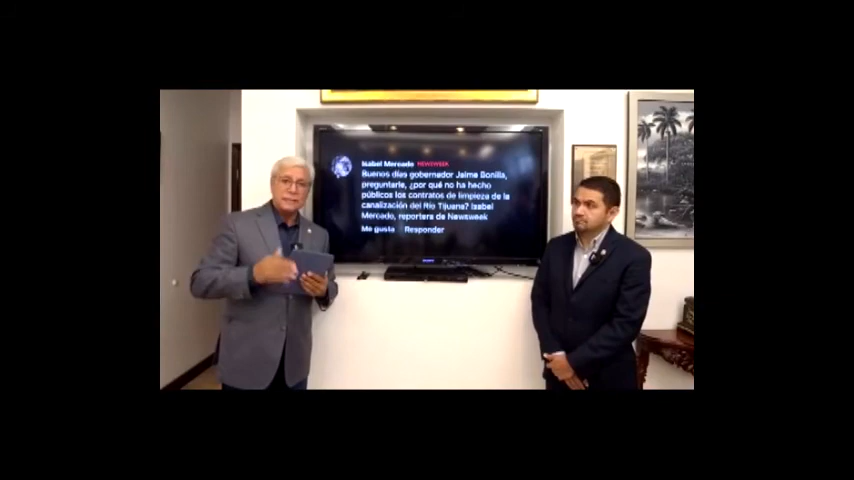 Isabel Mercado NEWSWEEK
Buenos días gobernador Jaime Bonilla,
preguntarle, ¿por qué no ha hecho
públicos los contratos de limpieza de la
canalización del Río Tijuana? Isabel
Mercado, reportera de Newsweek
Me gusta Responder